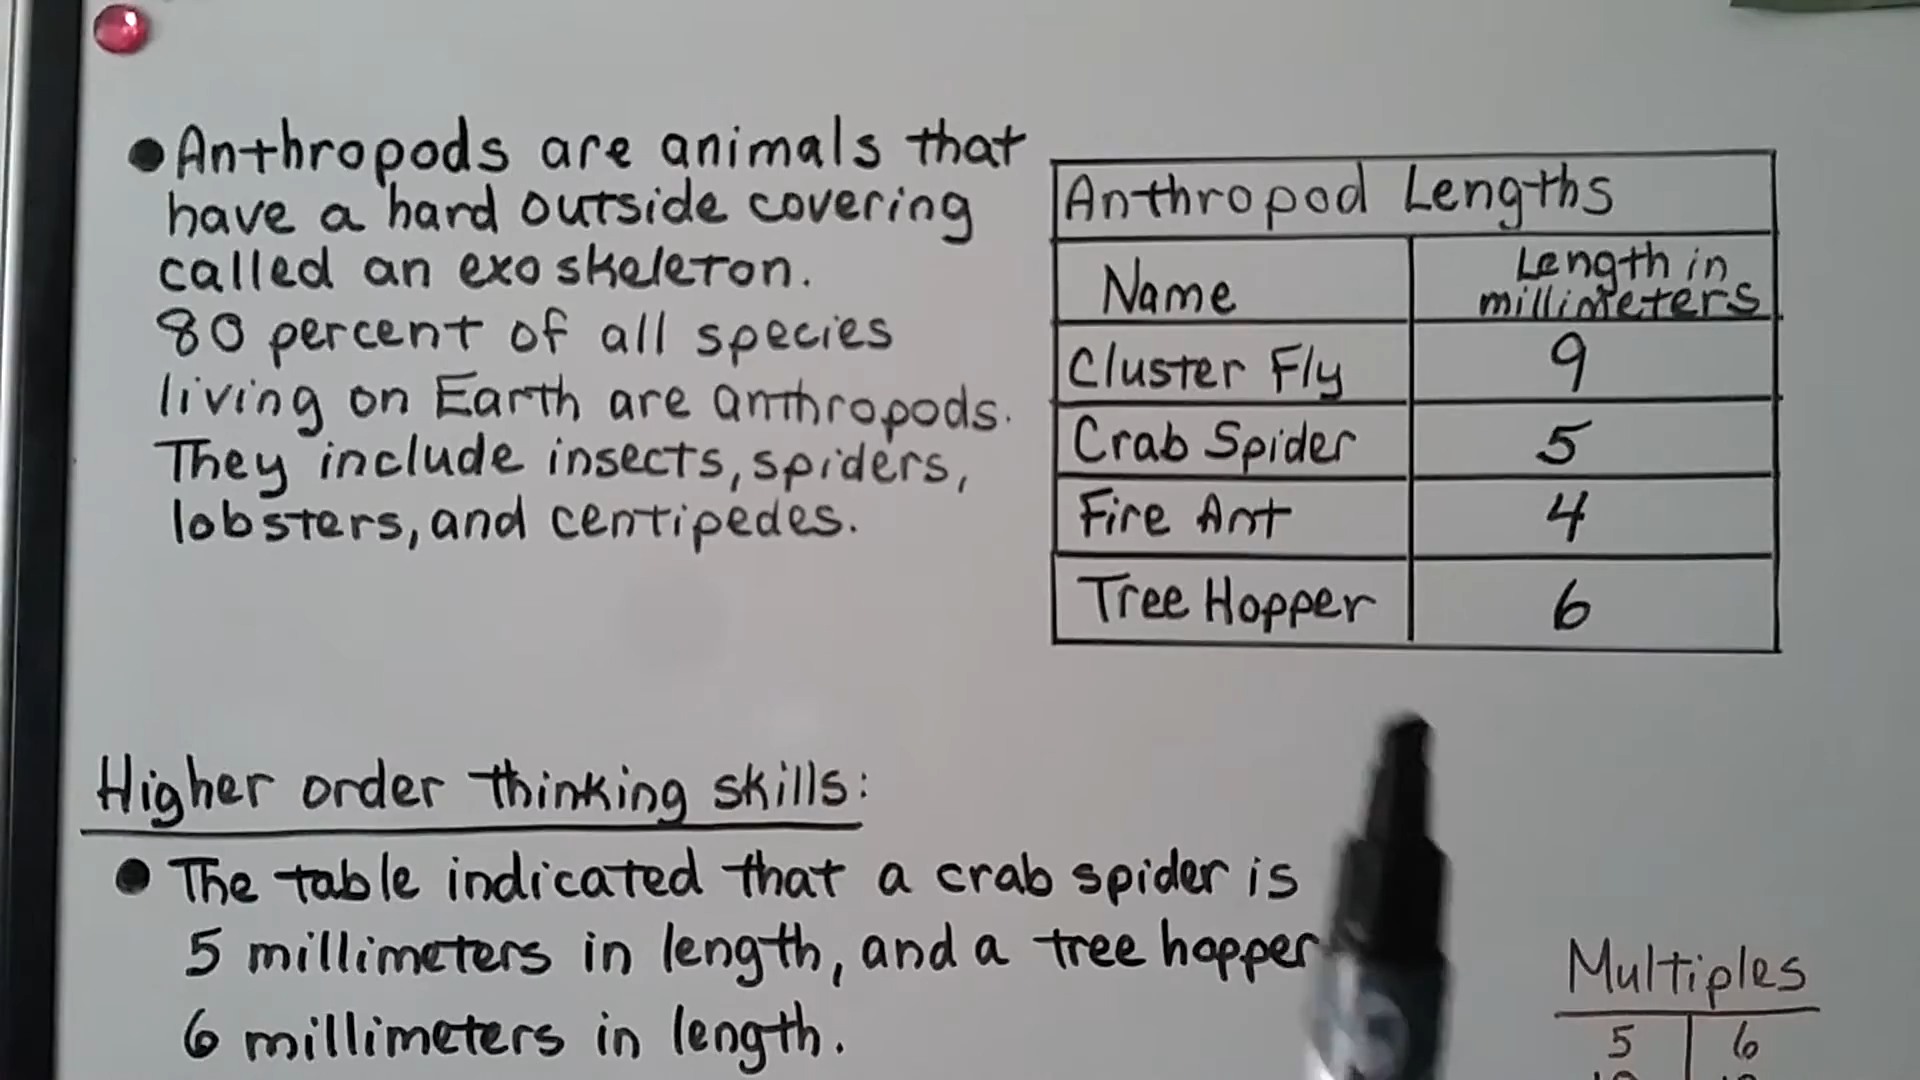 • Anthropods are animals that
have a hard outside covering
called an exoskeleton.
80 percent of all species
living on Earth are anthropods.
They include insects, spiders,
lobsters, and centipedes.
Anthropod Lengths
Name Length in millimeters
Cluster Fly 9
Crab Spider 5
Fire Ant 4
Tree Hopper 6
Higher order thinking skills:
• The table indicated that a crab spider is
5 millimeters in length, and a tree hopper
6 millimeters in length.
Multiples
5 6